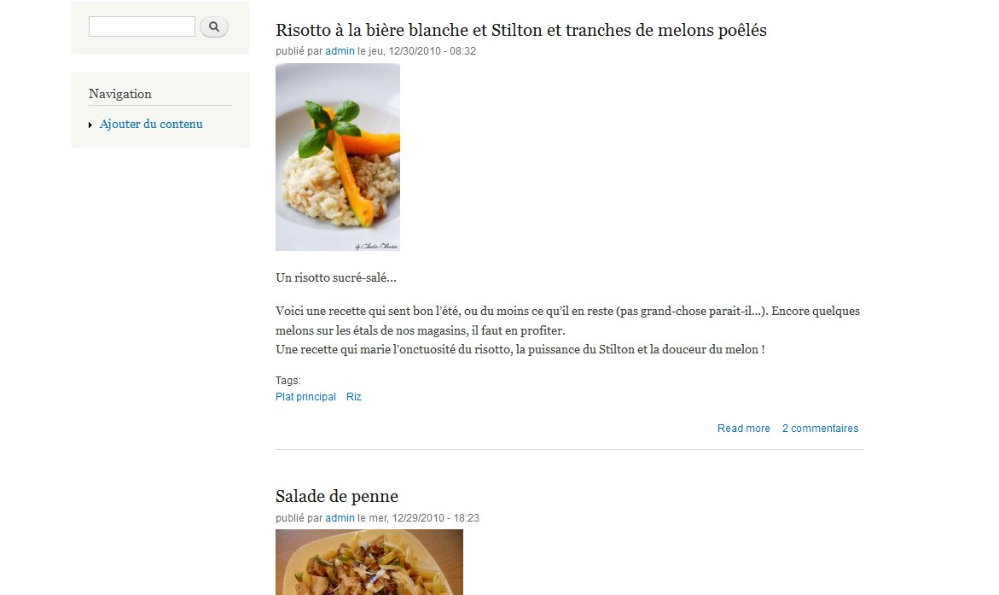 Navigation
Ajouter du contenu
Risotto à la bière blanche et Stilton et tranches de melons poêlés
publié par admin le jeu, 12/30/2010 - 08:32
Un risotto sucré-salé…
Voici une recette qui sent bon l’été, ou du moins ce qu’il en reste (pas grand-chose parait-il…). Encore quelques
melons sur les étals de nos magasins, il faut en profiter.
Une recette qui marie l’onctuosité du risotto, la puissance du Stilton et la douceur du melon !
Tags:
Plat principal Riz
Read more 2 commentaires
Salade de penne
publié par admin le mer, 12/29/2010 - 18:23